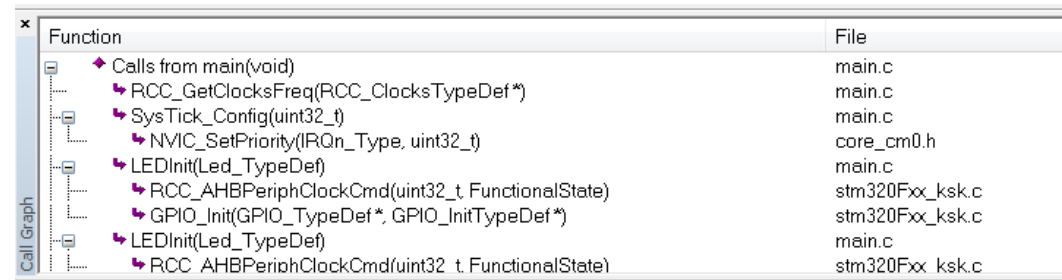 Function File
Calls from main(void) main.c
RCC_GetClocksFreq(RCC_ClocksTypeDef*) main.c
SysTick_Config(uint32_t) main.c
NVIC_SetPriority(IRQn_Type, uint32_t) core_cm0.h
LEDInit(Led_TypeDef) main.c
RCC_AHBPeriphClockCmd(uint32_t, FunctionalState) stm320Fxx_ksk.c
GPIO_Init(GPIO_TypeDef*, GPIO_InitTypeDef*) stm320Fxx_ksk.c
LEDInit(Led_TypeDef) main.c
RCC_AHBPeriphClockCmd(uint32_t, FunctionalState) stm320Fxx_ksk.c
Call Graph